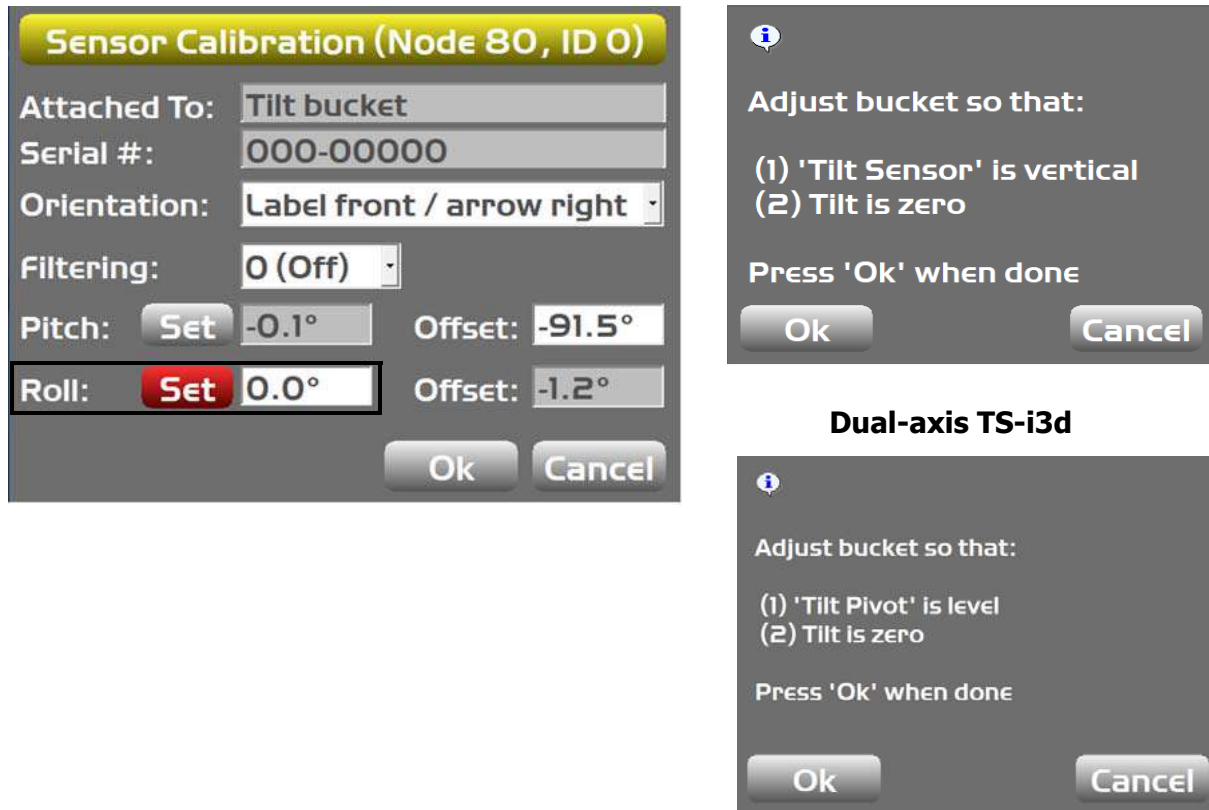 Sensor Calibration (Node 80, ID 0)
Attached To: Tilt bucket
Serial #: 000-00000
Orientation: Label front / arrow right
Filtering: 0 (Off)
Pitch: Set -0.1° Offset: -91.5°
Roll: Set 0.0° Offset: -1.2°
Ok Cancel
Adjust bucket so that:
(1) 'Tilt Sensor' is vertical
(2) Tilt is zero
Press 'Ok' when done
Ok Cancel
Dual-axis TS-i3d
Adjust bucket so that:
(1) 'Tilt Pivot' is level
(2) Tilt is zero
Press 'Ok' when done
Ok Cancel